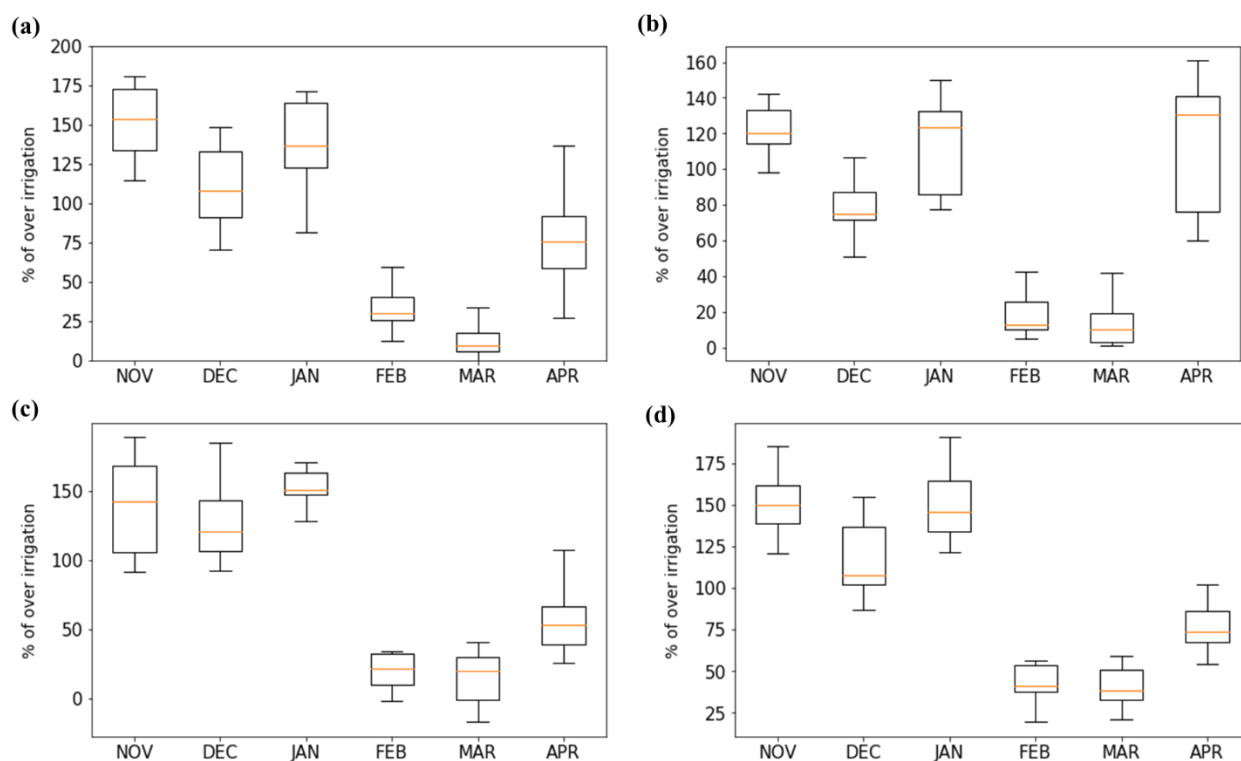 (a)
200
175
150
125
100
75
50
25
0
% of over irrigation
NOV DEC JAN FEB MAR APR
(b)
160
140
120
100
80
60
40
20
0
% of over irrigation
NOV DEC JAN FEB MAR APR
(c)
150
100
50
0
% of over irrigation
NOV DEC JAN FEB MAR APR
(d)
175
150
125
100
75
50
25
% of over irrigation
NOV DEC JAN FEB MAR APR